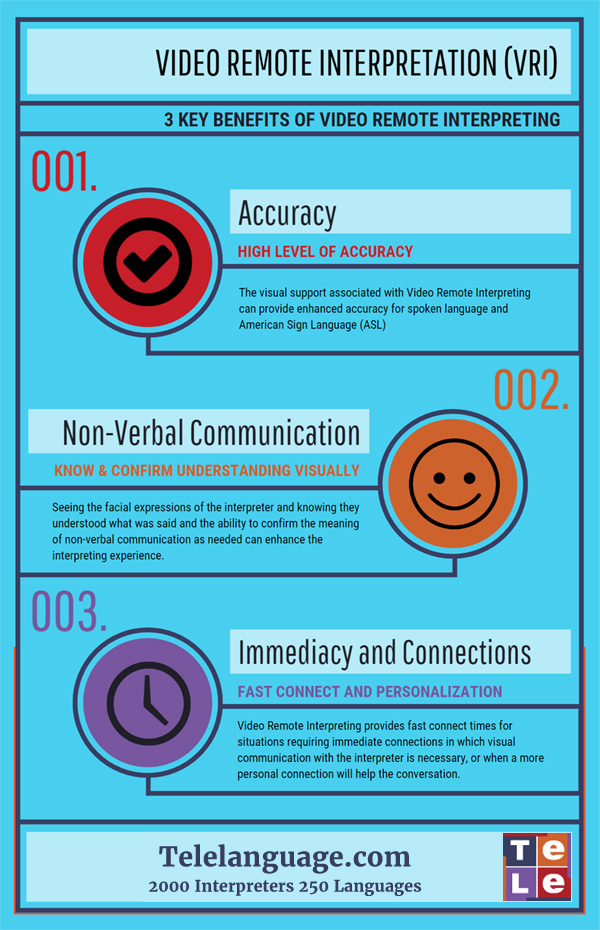 VIDEO REMOTE INTERPRETATION (VRI)
3 KEY BENEFITS OF VIDEO REMOTE INTERPRETING
001.
Accuracy
HIGH LEVEL OF ACCURACY
The visual support associated with Video Remote Interpreting
can provide enhanced accuracy for spoken language and
American Sign Language (ASL)
002.
Non-Verbal Communication
KNOW & CONFIRM UNDERSTANDING VISUALLY
Seeing the facial expressions of the interpreter and knowing they
understood what was said and the ability to confirm the meaning
of non-verbal communication as needed can enhance the
interpreting experience.
003.
Immediacy and Connections
FAST CONNECT AND PERSONALIZATION
Video Remote Interpreting provides fast connect times for
situations requiring immediate connections in which visual
communication with the interpreter is necessary, or when a more
personal connection will help the conversation.
Telelanguage.com
2000 Interpreters 250 Languages
Te
Le